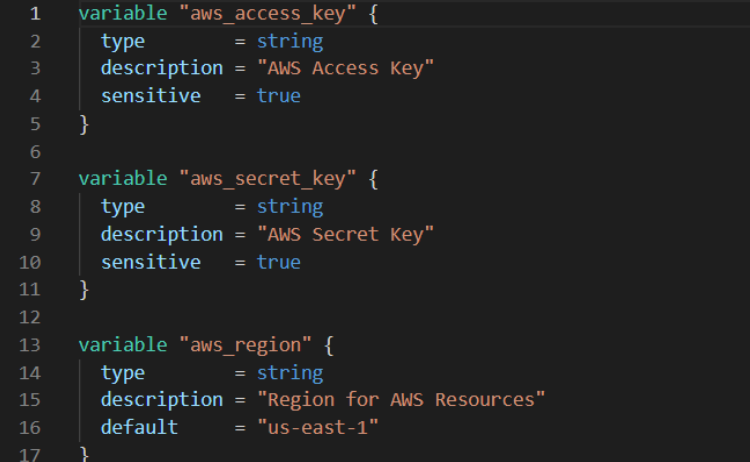 1 variable "aws_access_key" {
2   type        = string
3   description = "AWS Access Key"
4   sensitive   = true
5 }
6
7 variable "aws_secret_key" {
8   type        = string
9   description = "AWS Secret Key"
10   sensitive   = true
11 }
12
13 variable "aws_region" {
14   type        = string
15   description = "Region for AWS Resources"
16   default     = "us-east-1"
17 }